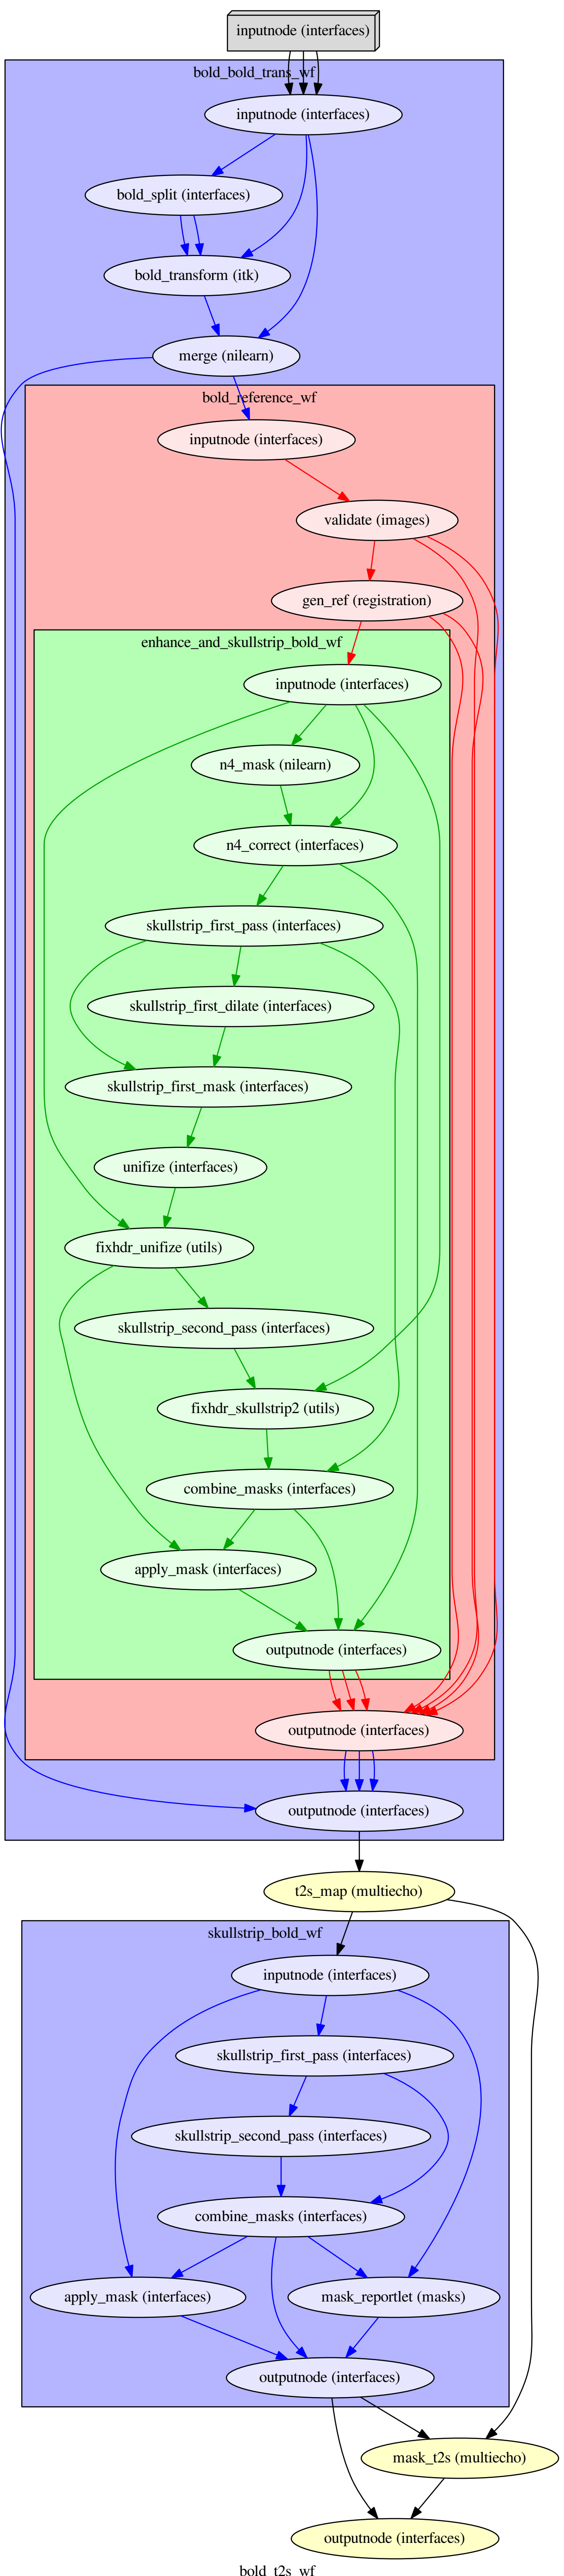 inputnode (interfaces)
bold_bold_trans_wf
inputnode (interfaces)
bold_split (interfaces)
bold_transform (itk)
merge (nilearn)
bold_reference_wf
inputnode (interfaces)
validate (images)
gen_ref (registration)
enhance_and_skullstrip_bold_wf
inputnode (interfaces)
n4_mask (nilearn)
n4_correct (interfaces)
skullstrip_first_pass (interfaces)
skullstrip_first_dilate (interfaces)
skullstrip_first_mask (interfaces)
unifize (interfaces)
fixhdr_unifize (utils)
skullstrip_second_pass (interfaces)
fixhdr_skullstrip2 (utils)
combine_masks (interfaces)
apply_mask (interfaces)
outputnode (interfaces)
outputnode (interfaces)
outputnode (interfaces)
t2s_map (multiecho)
skullstrip_bold_wf
inputnode (interfaces)
skullstrip_first_pass (interfaces)
skullstrip_second_pass (interfaces)
combine_masks (interfaces)
apply_mask (interfaces)
mask_reportlet (masks)
outputnode (interfaces)
mask_t2s (multiecho)
outputnode (interfaces)
bold_t2s_wf